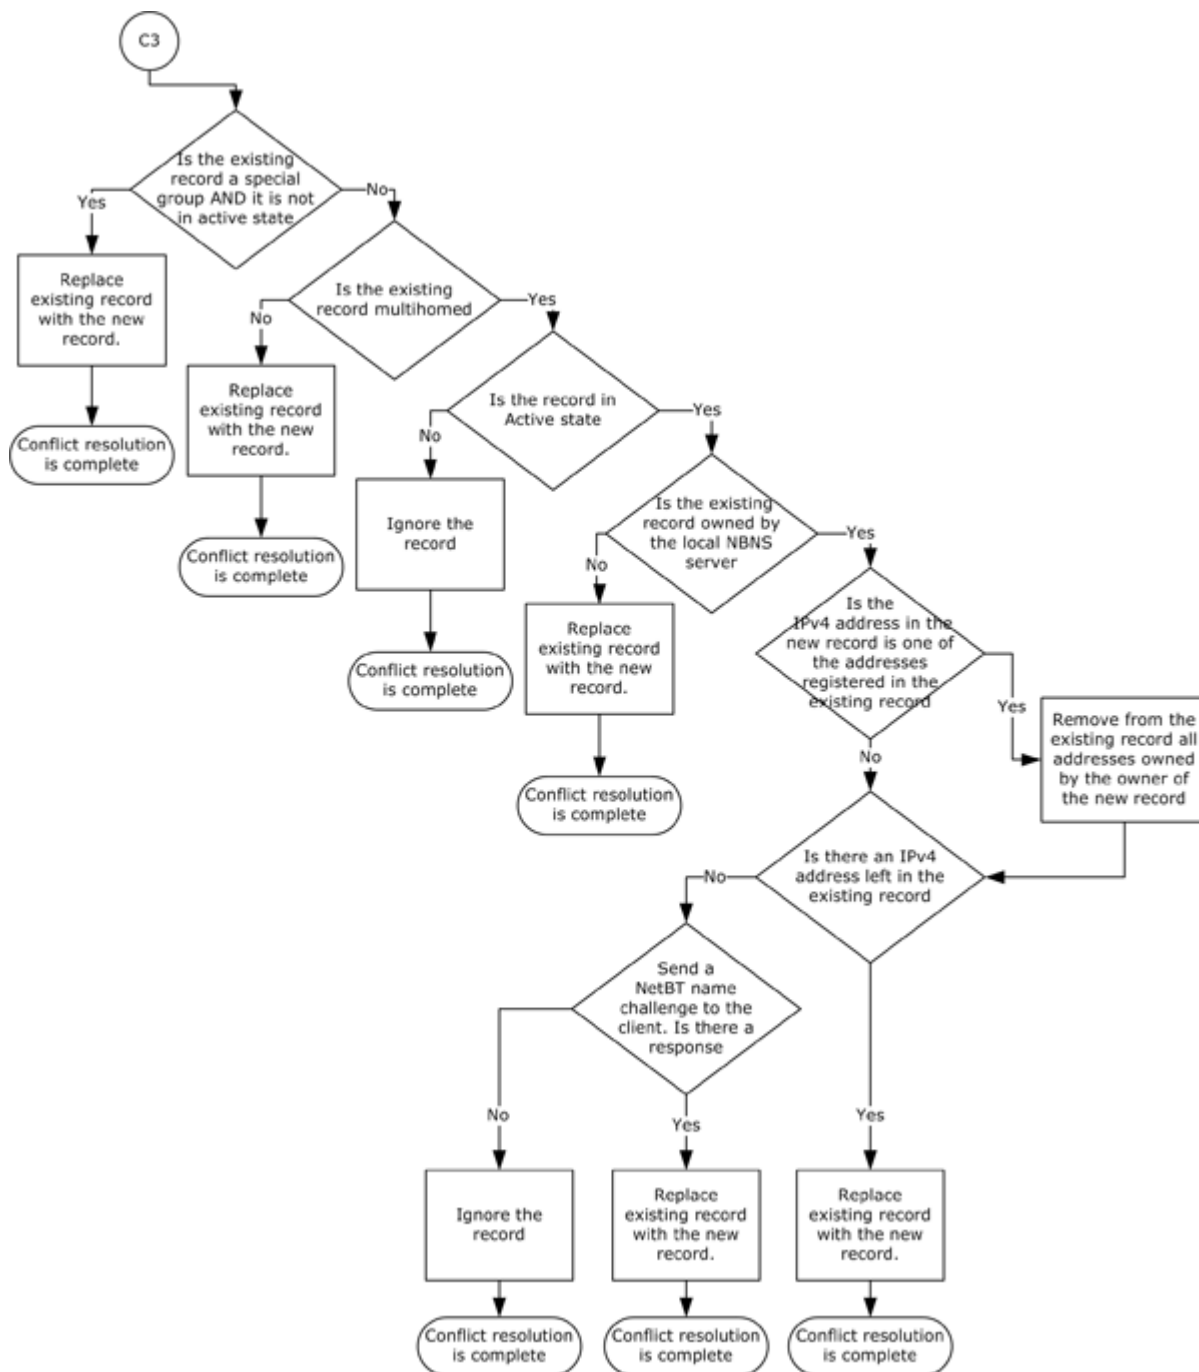 C3
Is the existing
record a special
group AND it is not
in active state
Yes
No
Replace
existing record
with the new
record.
Conflict resolution
is complete
Is the existing
record multihomed
No
Yes
Replace
existing record
with the new
record.
Conflict resolution
is complete
Is the record in
Active state
No
Yes
Ignore the
record
Conflict resolution
is complete
Is the existing
record owned by
the local NBNS
server
No
Yes
Replace
existing record
with the new
record.
Conflict resolution
is complete
Is the
IPv4 address in the
new record is one of
the addresses
registered in the
existing record
Yes
No
Remove from the
existing record all
addresses owned
by the owner of
the new record
Is there an IPv4
address left in the
existing record
No
Yes
Send a
NetBT name
challenge to the
client. Is there a
response
No
Yes
Ignore the
record
Replace
existing record
with the new
record.
Replace
existing record
with the new
record.
Conflict resolution
is complete
Conflict resolution
is complete
Conflict resolution
is complete